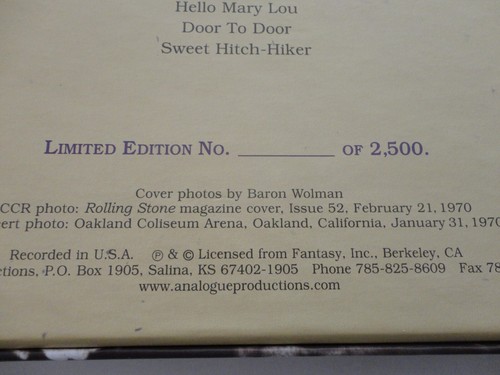 Hello Mary Lou
Door To Door
Sweet Hitch-Hiker
LIMITED EDITION NO. __________ OF 2,500.
Cover photos by Baron Wolman
CCR photo: Rolling Stone magazine cover, Issue 52, February 21, 1970
ert photo: Oakland Coliseum Arena, Oakland, California, January 31, 1970
Recorded in U.S.A. ℗ & © Licensed from Fantasy, Inc., Berkeley, CA
ctions, P.O. Box 1905, Salina, KS 67402-1905 Phone 785-825-8609 Fax 78
www.analogueproductions.com